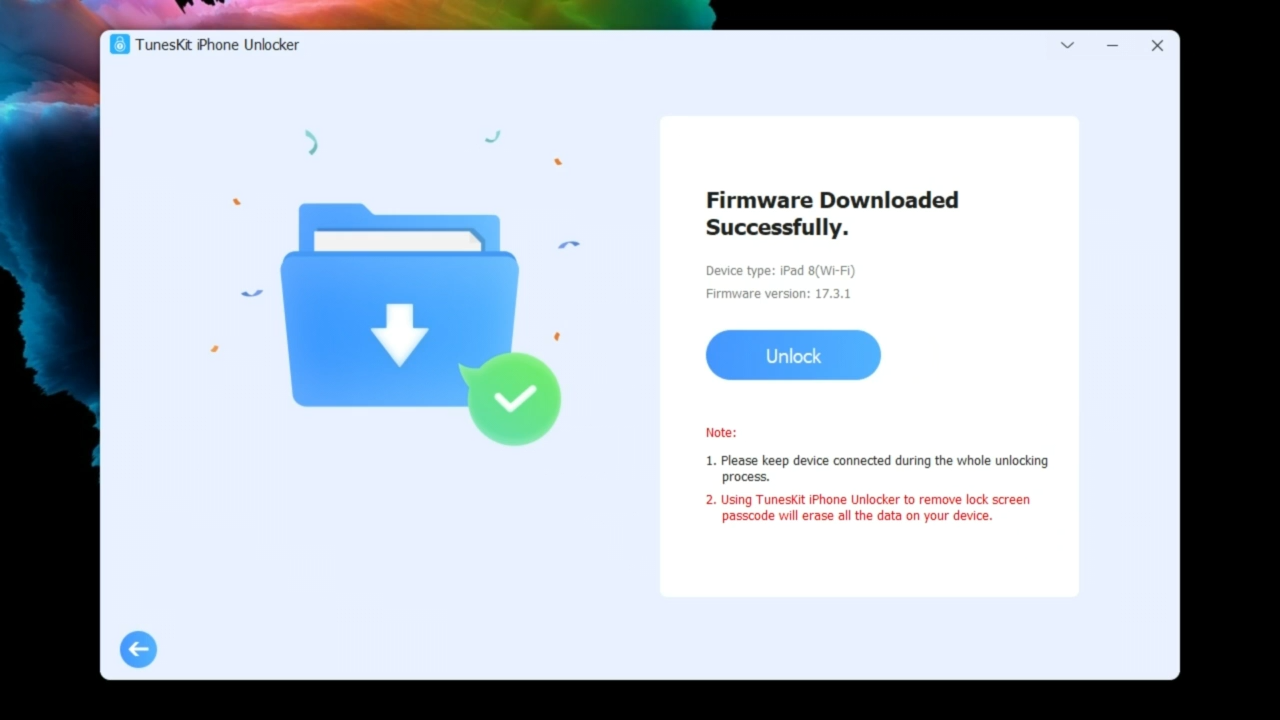 TunesKit iPhone Unlocker
Firmware Downloaded
Successfully.
Device type: iPad 8(Wi-Fi)
Firmware version: 17.3.1
Unlock
Note:
1. Please keep device connected during the whole unlocking
process.
2. Using TunesKit iPhone Unlocker to remove lock screen
passcode will erase all the data on your device.